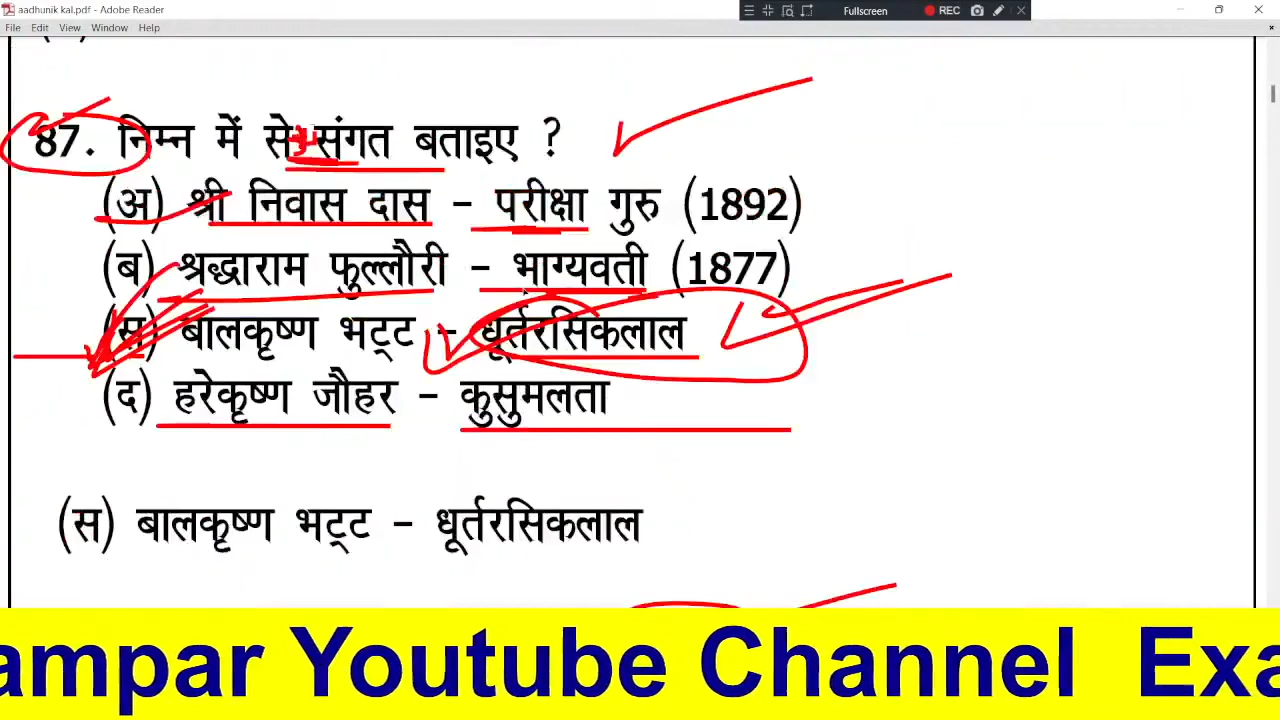 aadhunik kal.pdf - Adobe Reader
Fullscreen
REC
File Edit View Window Help
87. निम्न में से असंगत बताइए ?
(अ) श्री निवास दास - परीक्षा गुरु (1892)
(ब) श्रद्धाराम फुल्लौरी - भाग्यवती (1877)
(स) बालकृष्ण भट्ट - धूर्तरसिकलाल
(द) हरेकृष्ण जौहर - कुसुमलता
(स) बालकृष्ण भट्ट - धूर्तरसिकलाल
ampar Youtube Channel Exa